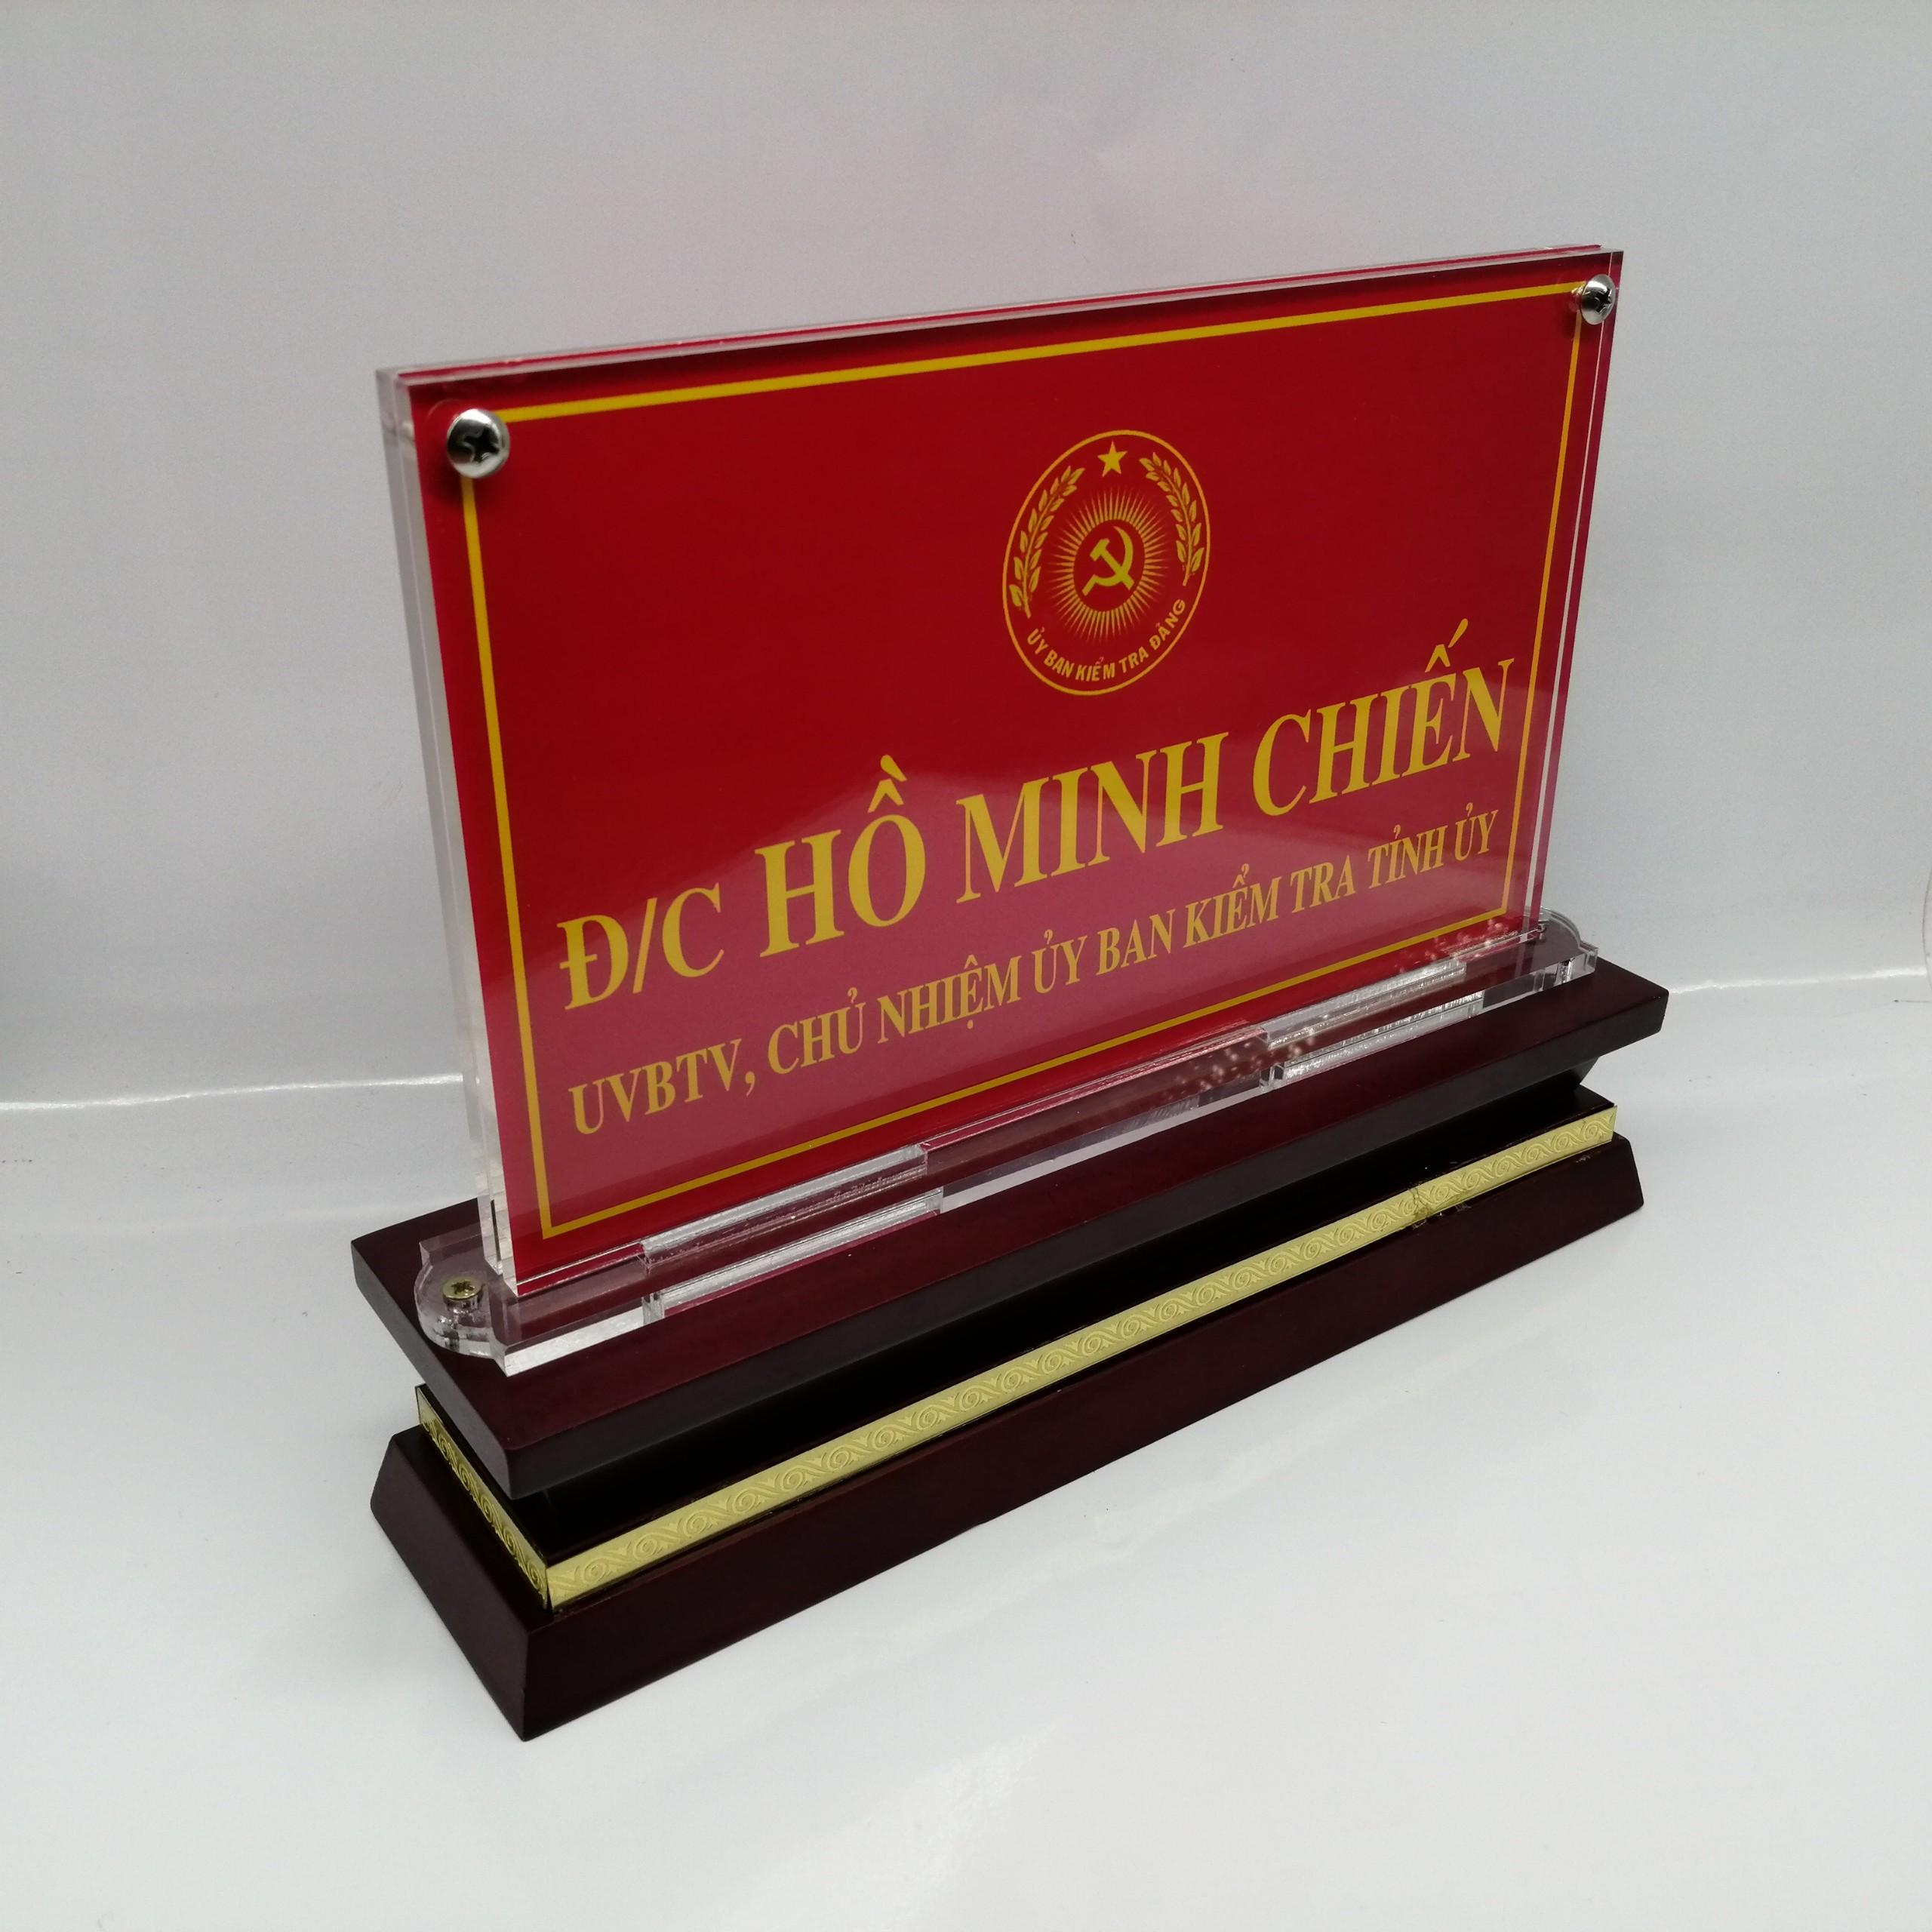 ỦY BAN KIỂM TRA ĐẢNG
Đ/C HỒ MINH CHIẾN
UVBTV, CHỦ NHIỆM ỦY BAN KIỂM TRA TỈNH ỦY